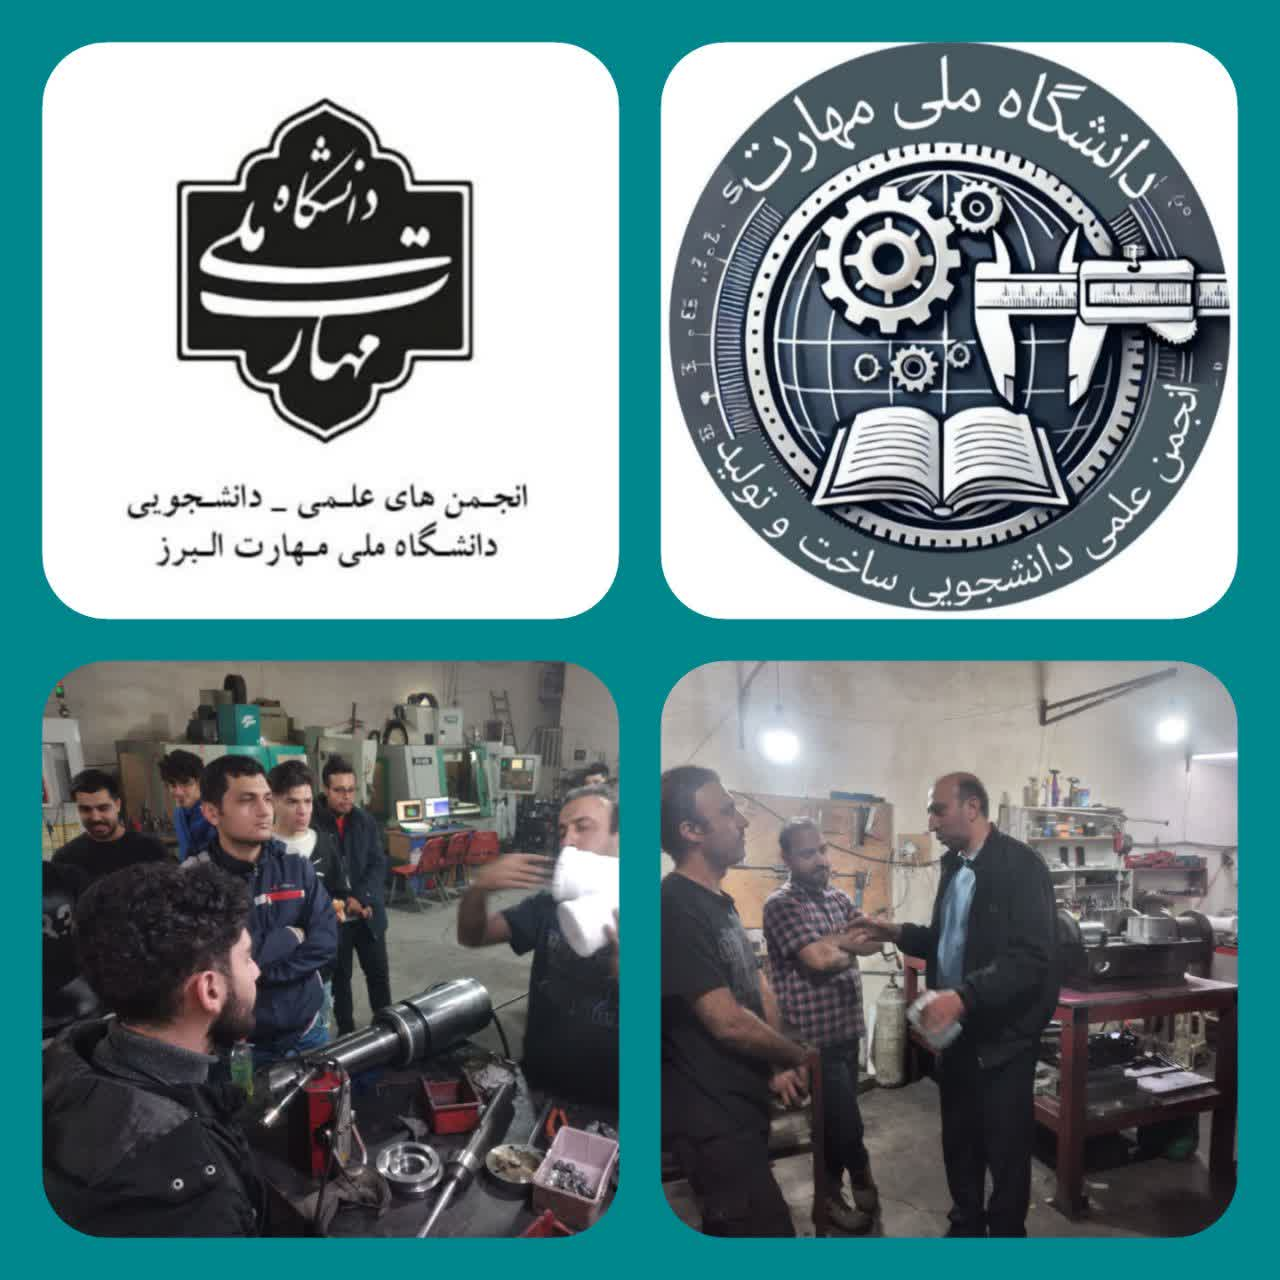 دانشگاه
ملی
مهارت
انجمن های علمی _ دانشجویی
دانشگاه ملی مهارت البرز
دانشگاه ملی مهارت
انجمن علمی دانشجویی ساخت و تولید